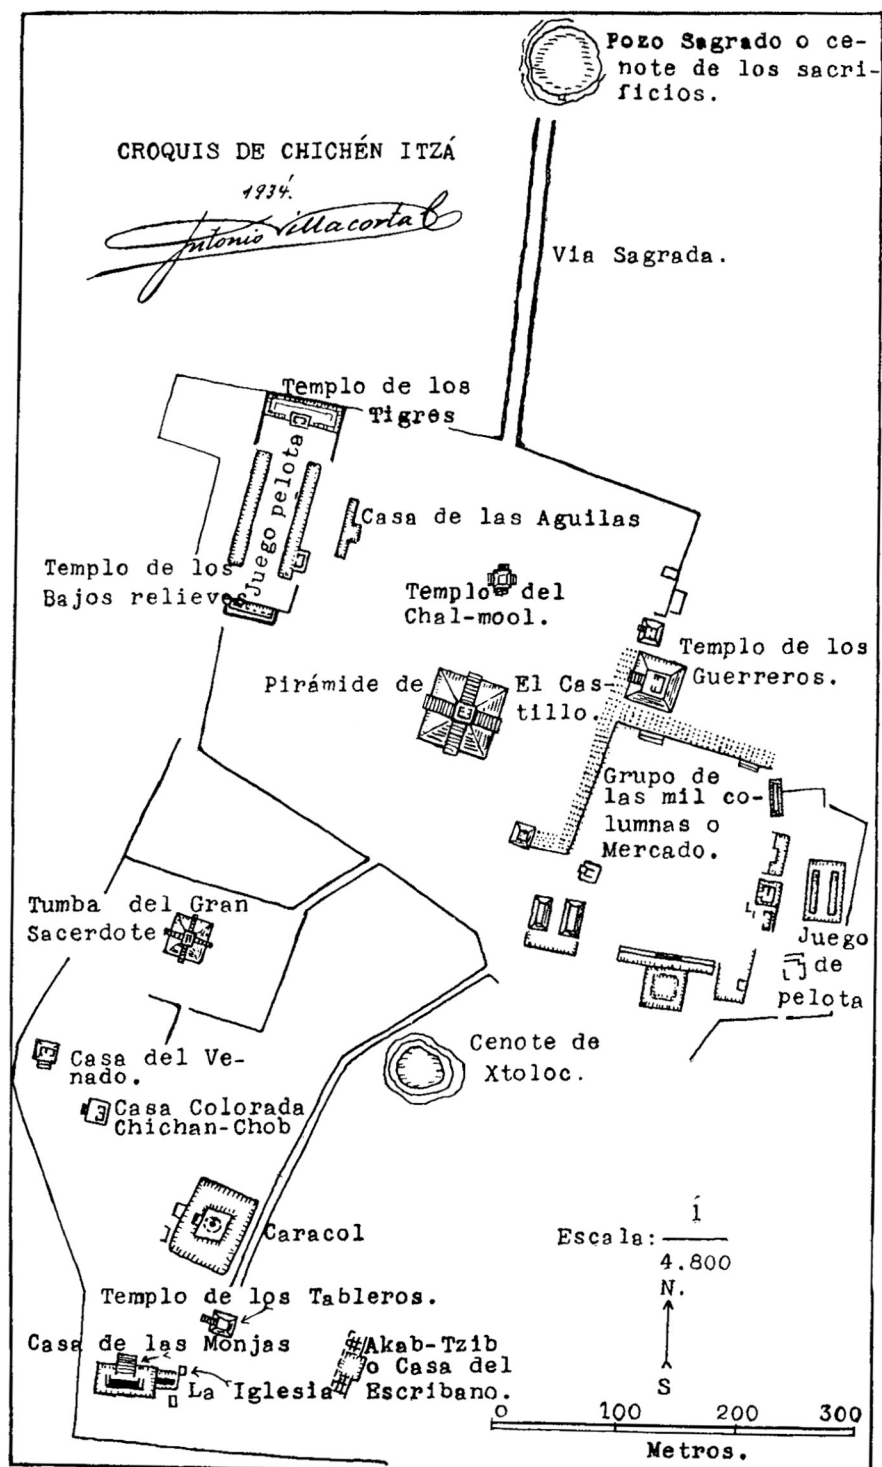 Pozo Sagrado o ce-
note de los sacri-
ficios.
CROQUIS DE CHICHÉN ITZÁ
1934.
Antonio Villacorta C
Via Sagrada.
Templo de los
Tigres
Juego pelota
Casa de las Aguilas
Templo de los
Bajos relieves
Templo del
Chal-mool.
Templo de los
Guerreros.
Pirámide de El Cas-
tillo.
Grupo de
las mil co-
lumnas o
Mercado.
Tumba del Gran
Sacerdote
Juego
de
pelota
Cenote de
Xtoloc.
Casa del Ve-
nado.
Casa Colorada
Chichan-Chob
Caracol
Escala: 1
4.800
N.
S
Templo de los Tableros.
Casa de las Monjas
La Iglesia
Akab-Tzib
o Casa del
Escribano.
0 100 200 300
Metros.